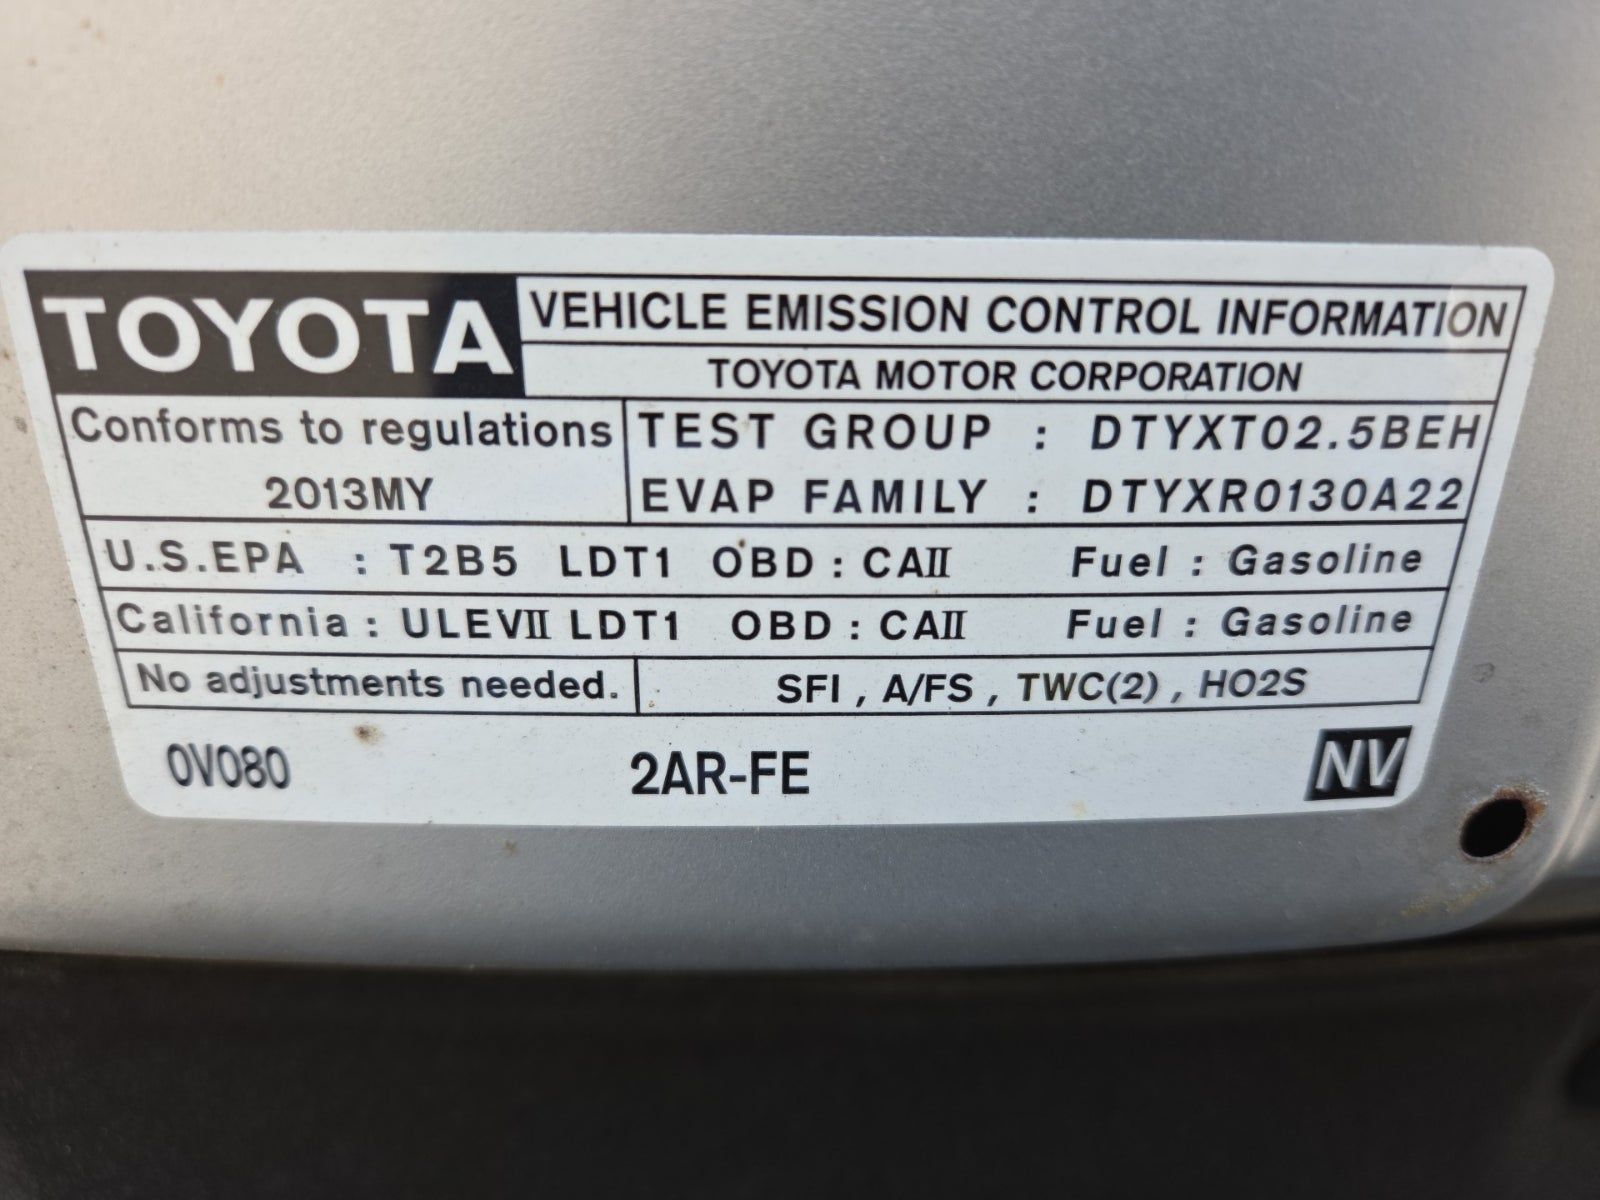 TOYOTA VEHICLE EMISSION CONTROL INFORMATION
TOYOTA MOTOR CORPORATION
Conforms to regulations TEST GROUP : DTYXT02.5BEH
2013MY EVAP FAMILY : DTYXR0130A22
U.S.EPA : T2B5 LDT1 OBD : CAII Fuel : Gasoline
California : ULEVII LDT1 OBD : CAII Fuel : Gasoline
No adjustments needed. SFI , A/FS , TWC(2) , HO2S
0V080 2AR-FE NV